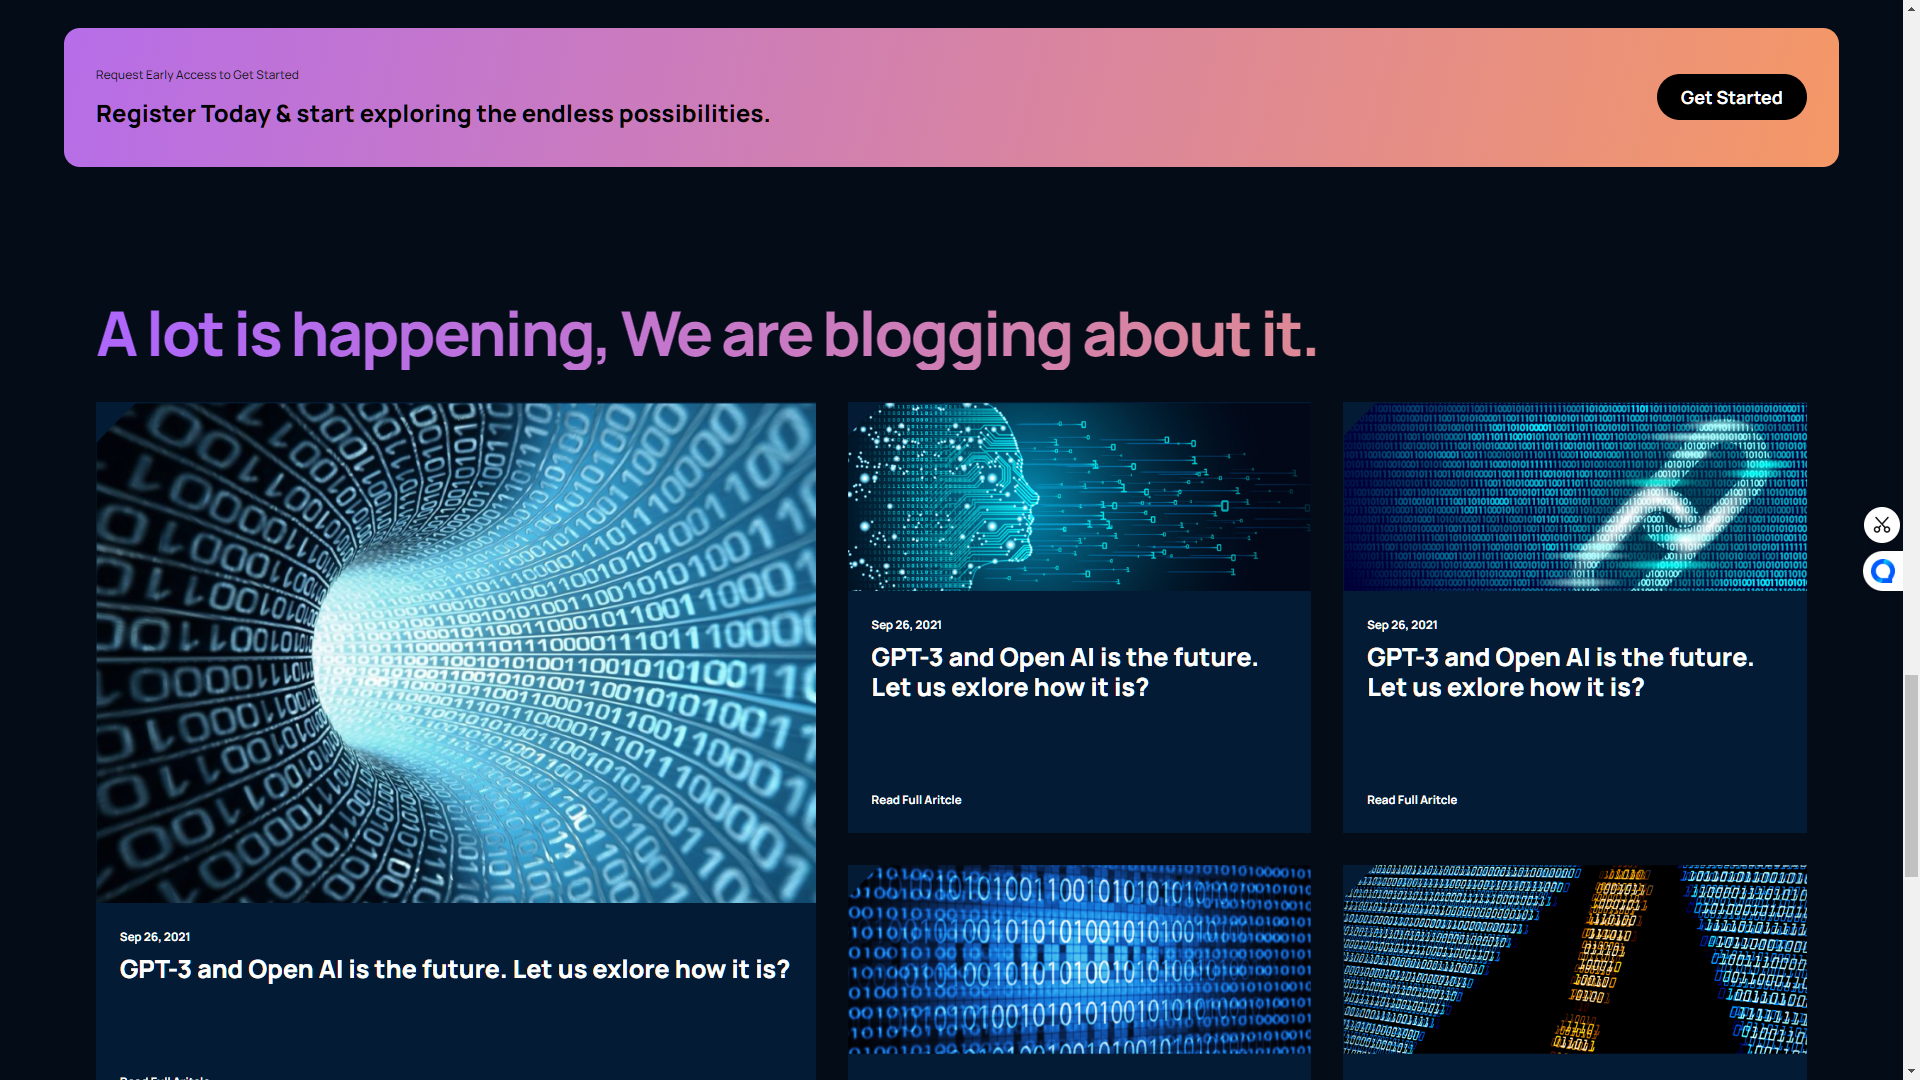 Request Early Access to Get Started
Register Today & start exploring the endless possibilities.
Get Started
A lot is happening, We are blogging about it.
Sep 26, 2021
GPT-3 and Open AI is the future.
Let us exlore how it is?
Read Full Aritcle
Sep 26, 2021
GPT-3 and Open AI is the future.
Let us exlore how it is?
Read Full Aritcle
Sep 26, 2021
GPT-3 and Open AI is the future. Let us exlore how it is?
Read Full Aritcle